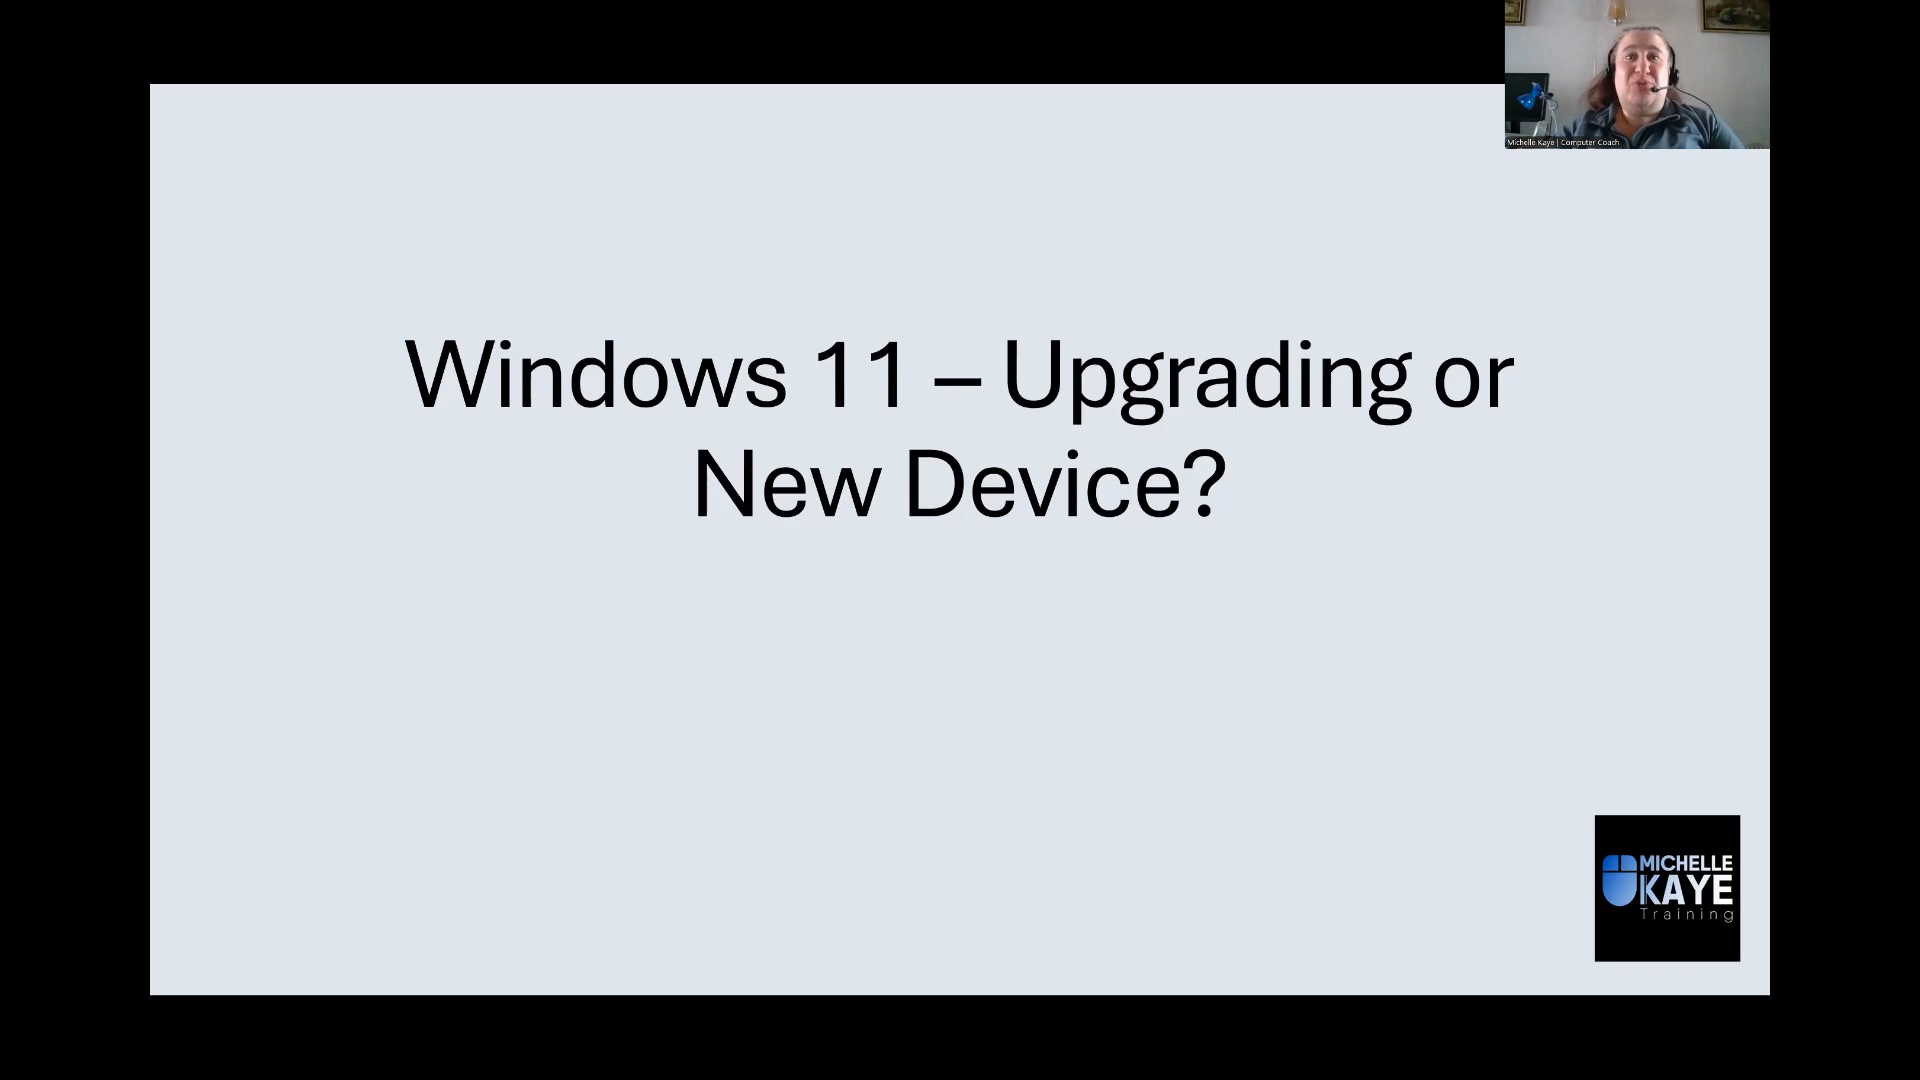 Michelle Kaye | Computer Coach
Windows 11 – Upgrading or
New Device?
MICHELLE
KAYE
Training